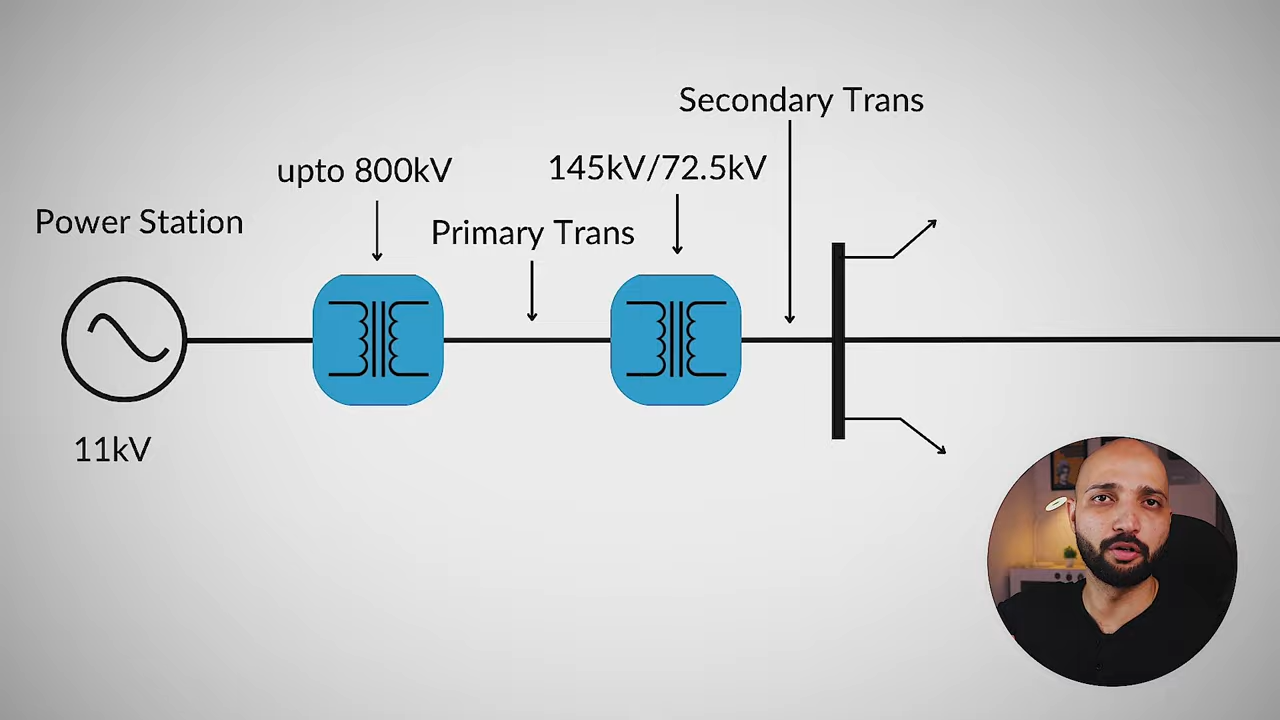 Secondary Trans
upto 800kV
145kV/72.5kV
Power Station
Primary Trans
11kV